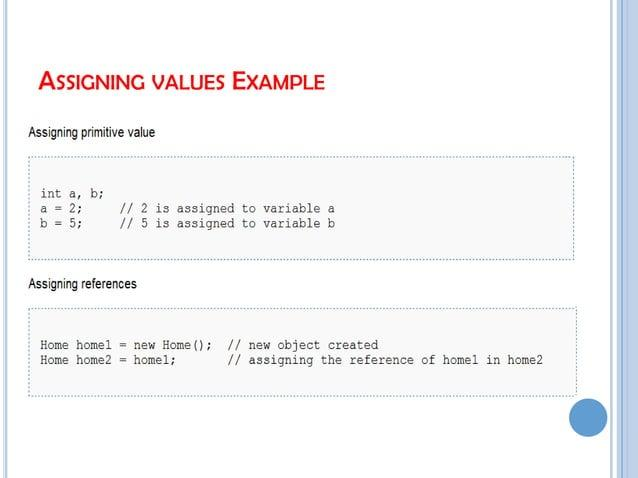 ASSIGNING VALUES EXAMPLE
Assigning primitive value
int a, b;
a = 2;     // 2 is assigned to variable a
b = 5;     // 5 is assigned to variable b
Assigning references
Home home1 = new Home();  // new object created
Home home2 = home1;       // assigning the reference of home1 in home2